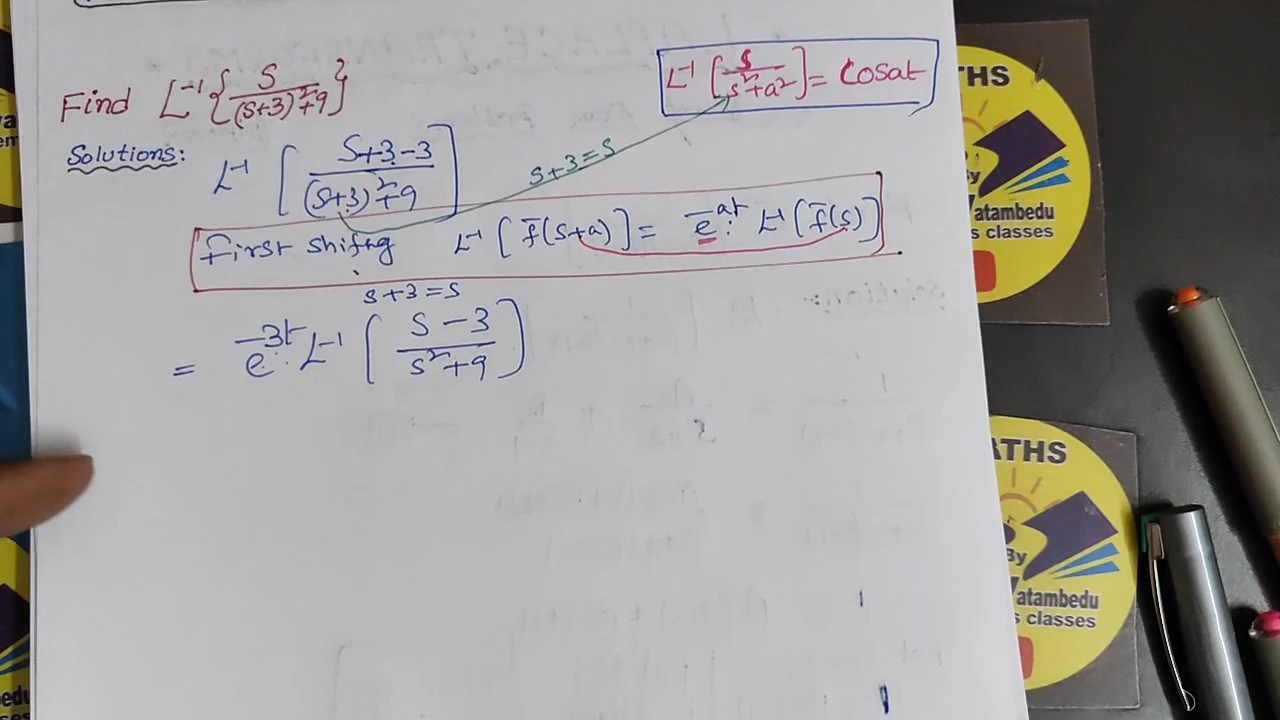 Find L⁻¹{s/((s+3)²+9)}
L⁻¹[s/(s²+a²)] = Cosat
Solutions: L⁻¹[(S+3-3)/((s+3)²+9)]
s+3=s
First shiftg L⁻¹[f̄(s+a)] = e⁻ᵃᵗ. L⁻¹[f̄(s)]
s+3=s
= e⁻³ᵗ. L⁻¹[(s-3)/(s²+9)]
THS
By
atambedu
s classes
ATHS
By
atambedu
s classes